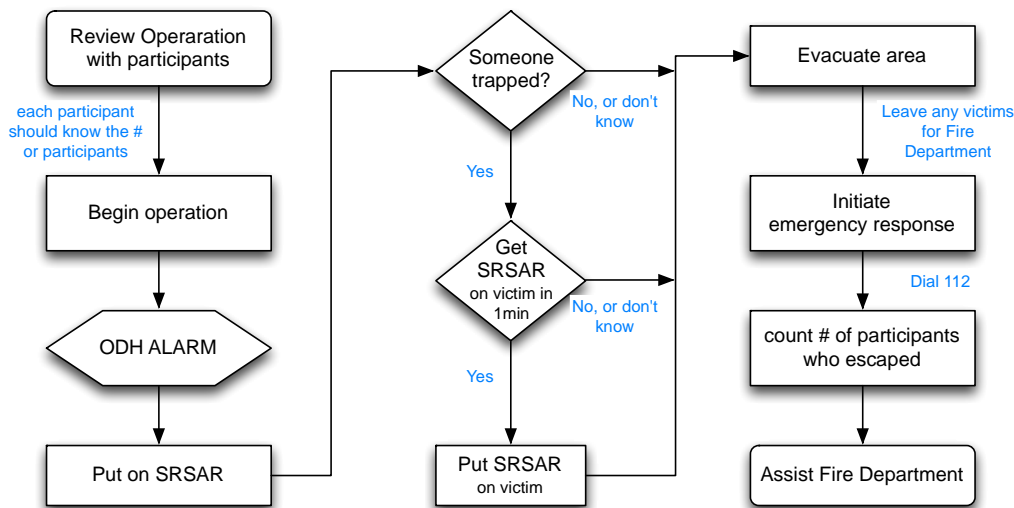 Review Operaration
with participants
each participant
should know the #
or participants
Begin operation
ODH ALARM
Put on SRSAR
Someone
trapped?
No, or don't
know
Yes
Get
SRSAR
on victim in
1min
No, or don't
know
Yes
Put SRSAR
on victim
Evacuate area
Leave any victims
for Fire
Department
Initiate
emergency response
Dial 112
count # of participants
who escaped
Assist Fire Department